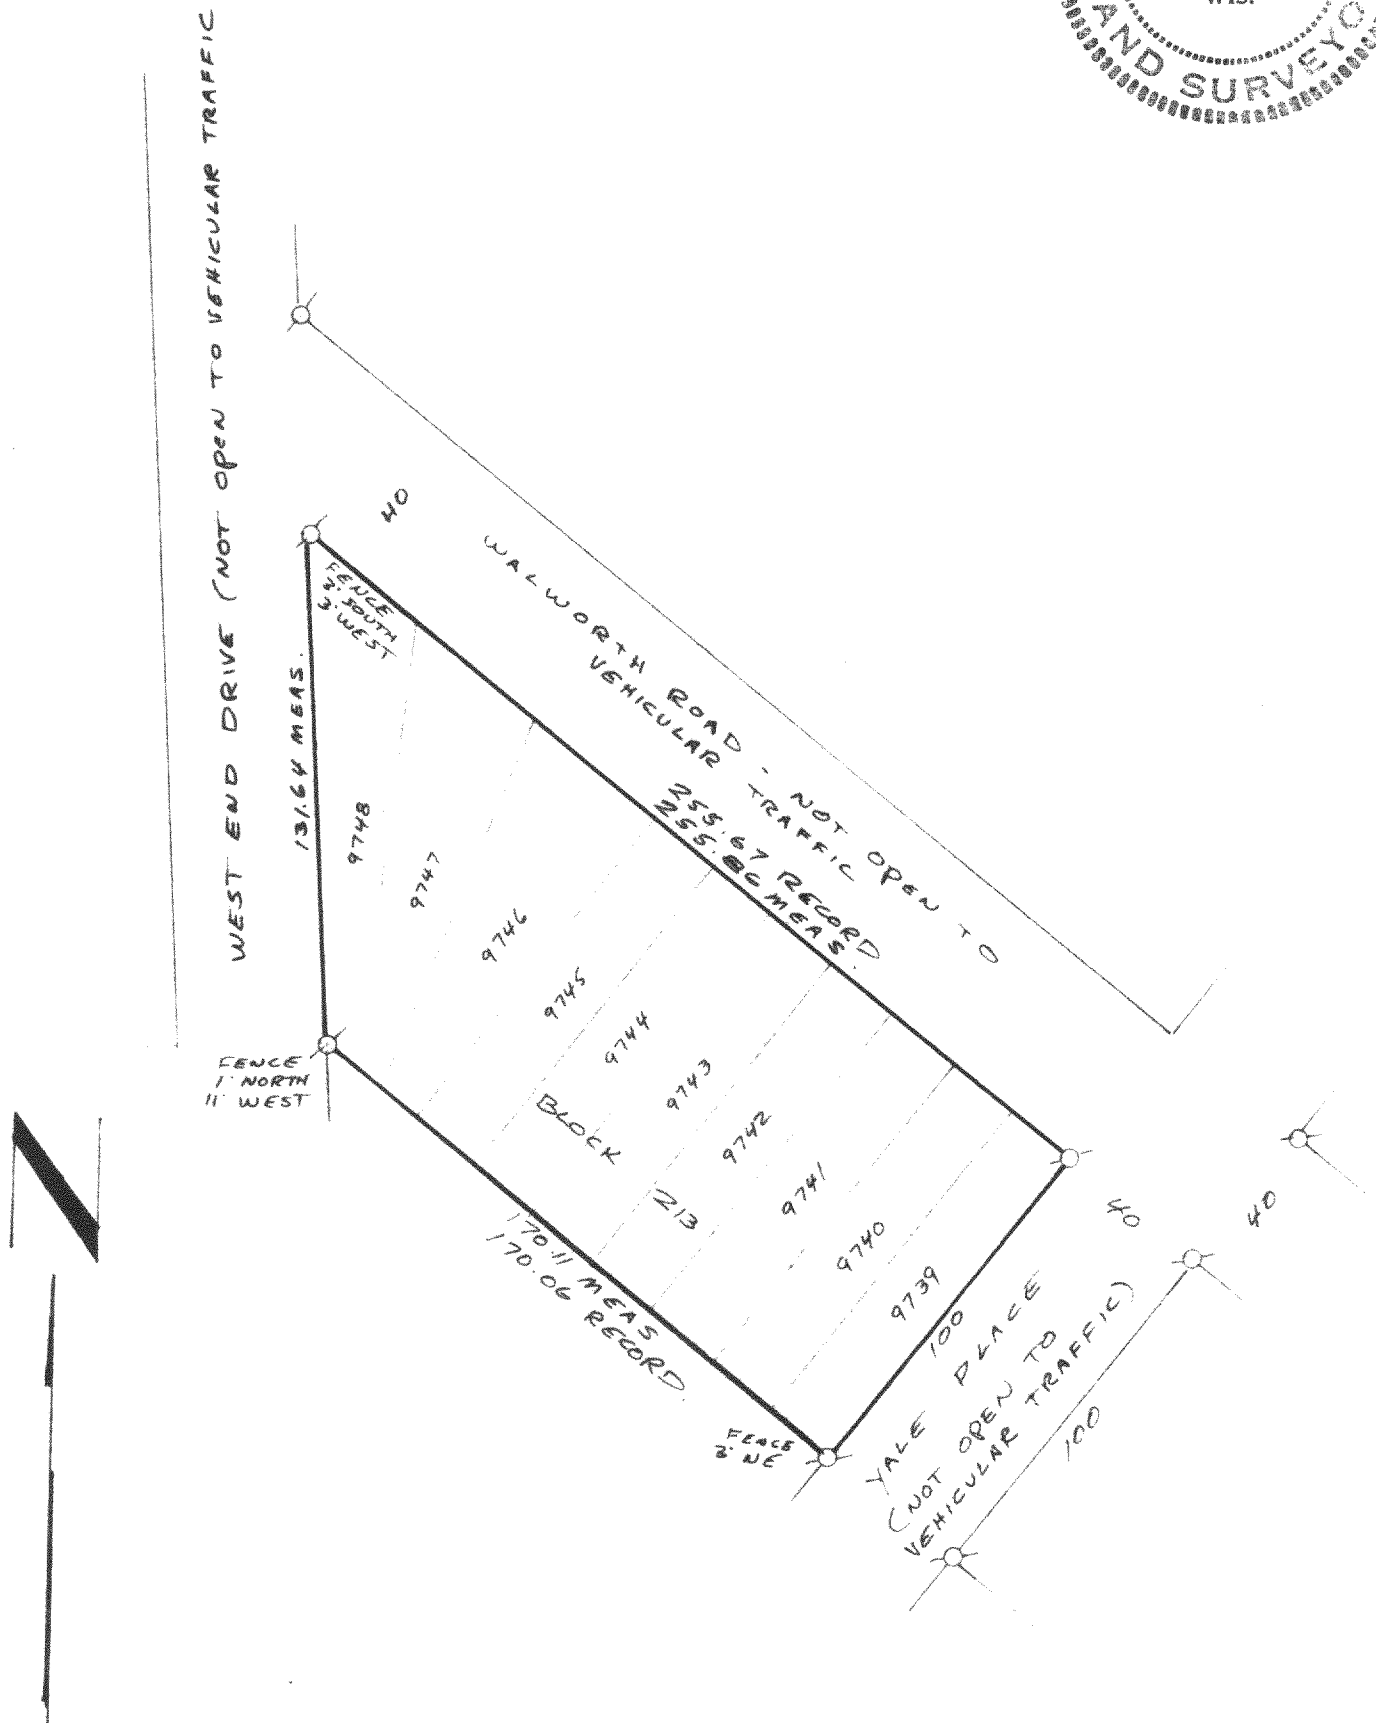 WIS.
AND SURVEYO
WEST END DRIVE (NOT OPEN TO VEHICULAR TRAFFIC
40
WALWORTH ROAD - NOT OPEN TO
VEHICULAR TRAFFIC
FENCE
SOUTH
WEST
131.64 MEAS.
255.67 RECORD
MEAS.
9748
9747
9746
9745
9744
9743
9742
9741
9740
9739
BLOCK 213
FENCE
1' NORTH
11' WEST
170.11 MEAS
170.06 RECORD
FENCE
3' NE
100
40
40
YALE PLACE
(NOT OPEN TO
VEHICULAR TRAFFIC)
100
N